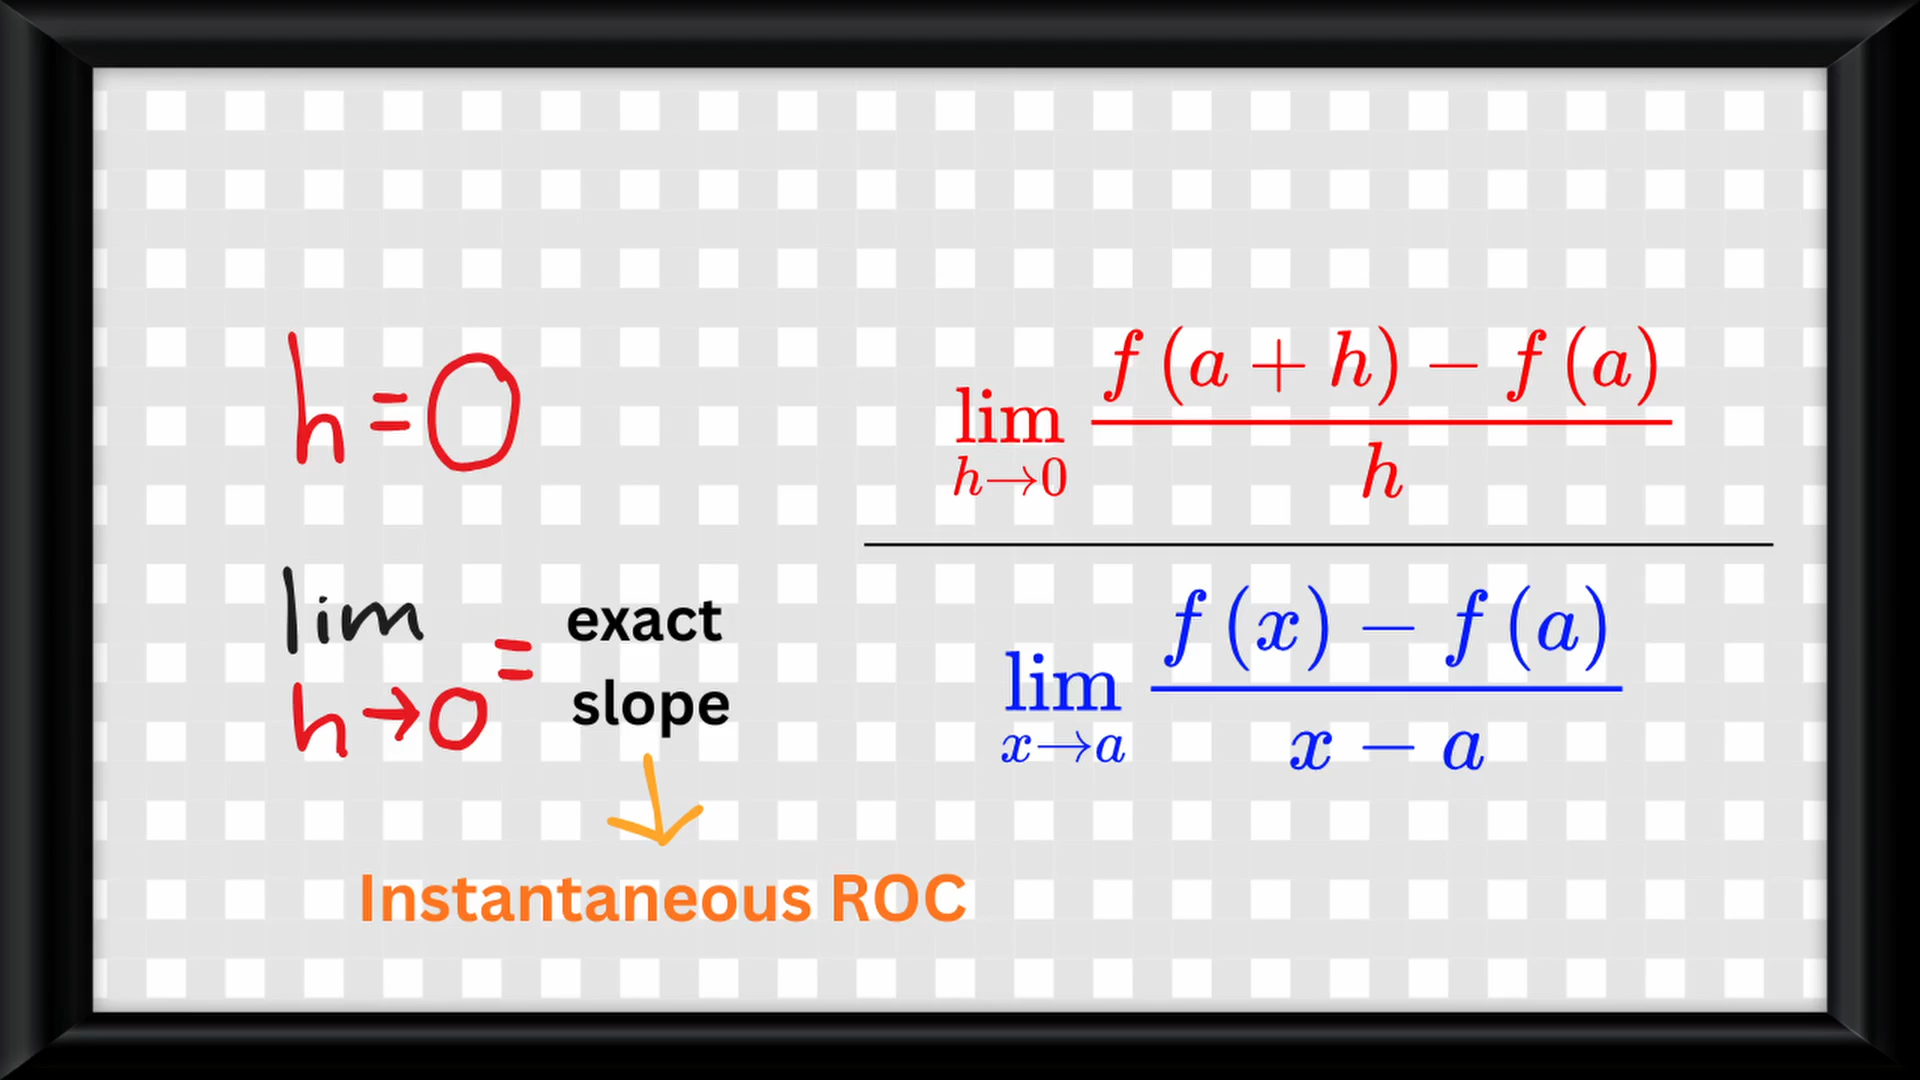 h=0
lim
h→0
=
exact
slope
Instantaneous ROC
lim h→0 f(a + h) − f(a)
h
lim x→a f(x) − f(a)
x − a